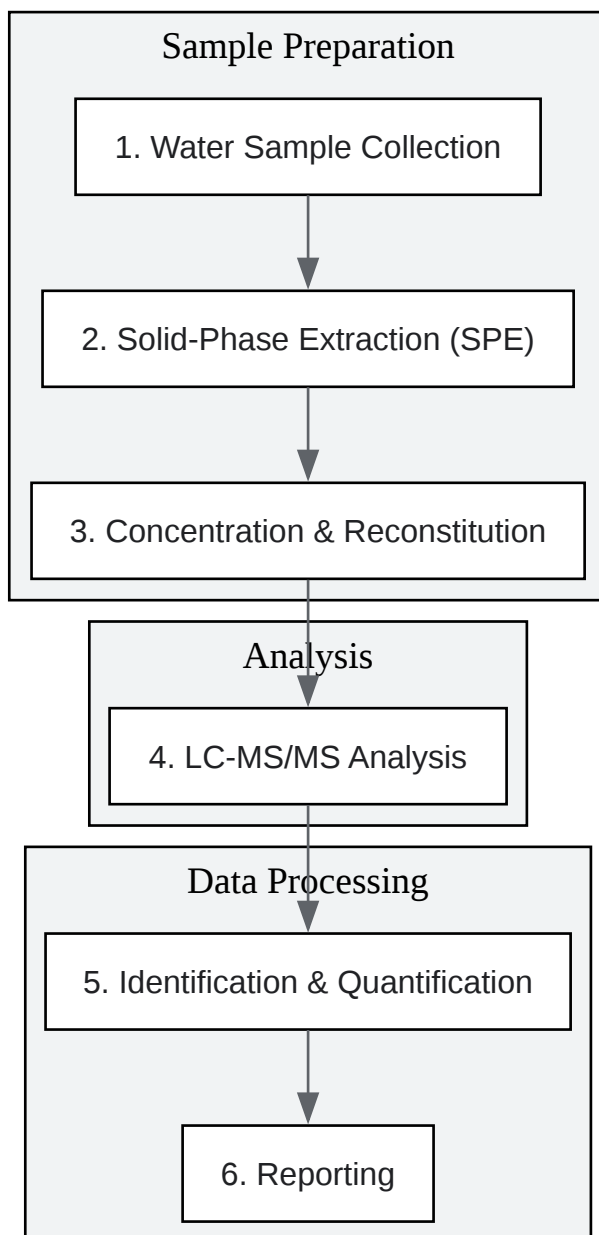 Sample Preparation
1. Water Sample Collection
2. Solid-Phase Extraction (SPE)
3. Concentration & Reconstitution
Analysis
4. LC-MS/MS Analysis
Data Processing
5. Identification & Quantification
6. Reporting